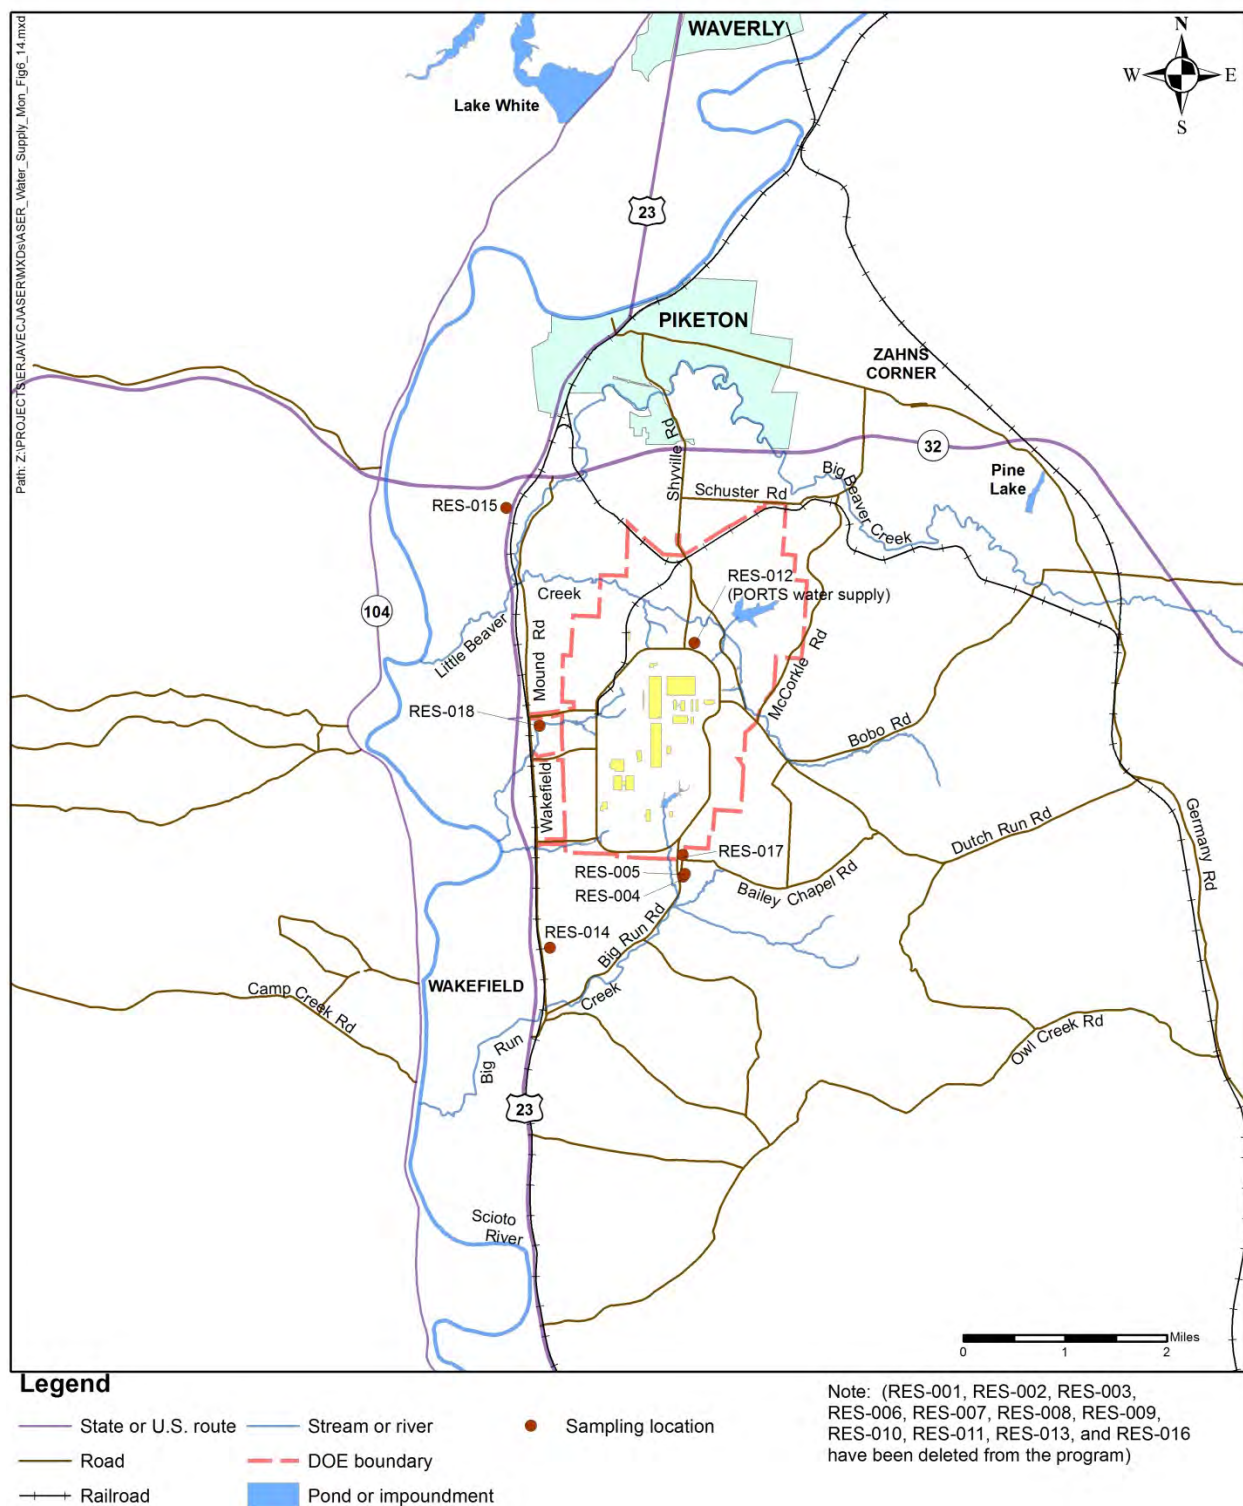 Path: Z:\PROJECTS\ERJAVECJ\ASER\MXDs\ASER_Water_Supply_Mon_Fig6_14.mxd
WAVERLY
N
W
E
S
Lake White
23
PIKETON
ZAHNS
CORNER
32
Shyville Rd
Big Beaver Creek
Pine
Lake
Schuster Rd
RES-015
RES-012
(PORTS water supply)
Creek
104
Little Beaver
Mound Rd
McCorkle Rd
RES-018
Bobo Rd
Wakefield
Germany Rd
Dutch Run Rd
RES-017
RES-005
RES-004
Bailey Chapel Rd
RES-014
Big Run Rd
WAKEFIELD
Camp Creek Rd
Creek
Big Run
Owl Creek Rd
23
Scioto
River
Miles
0
1
2
Legend
State or U.S. route
Stream or river
Sampling location
Road
DOE boundary
Railroad
Pond or impoundment
Note: (RES-001, RES-002, RES-003,
RES-006, RES-007, RES-008, RES-009,
RES-010, RES-011, RES-013, and RES-016
have been deleted from the program)